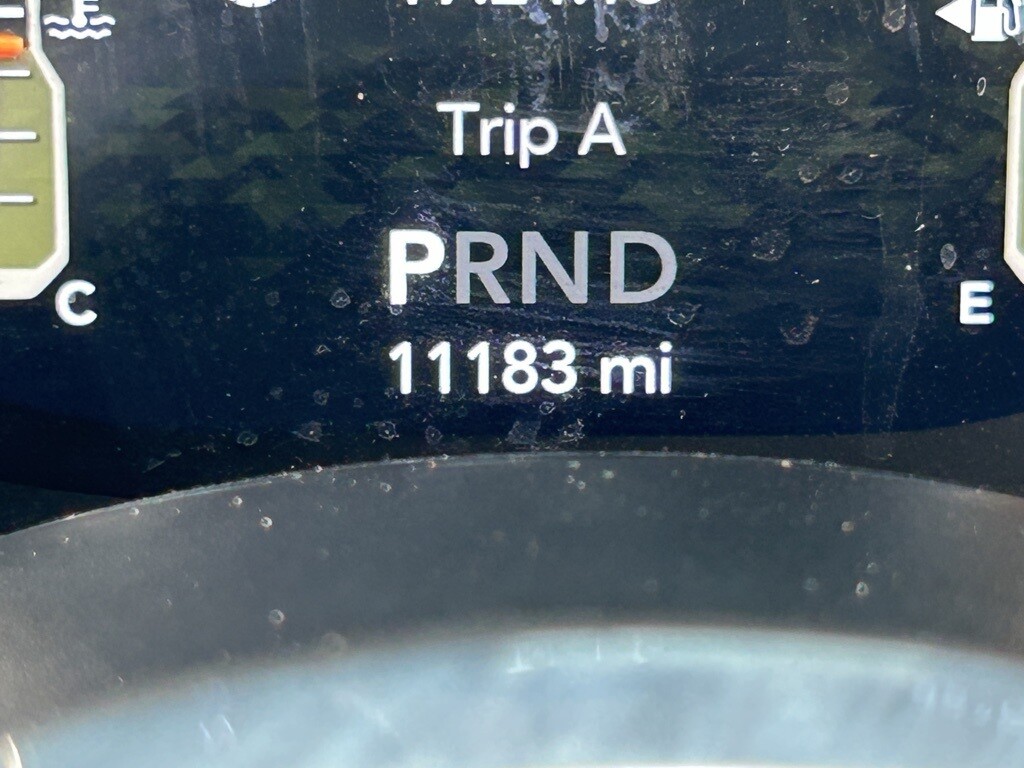 Trip A
PRND
C
E
11183 mi